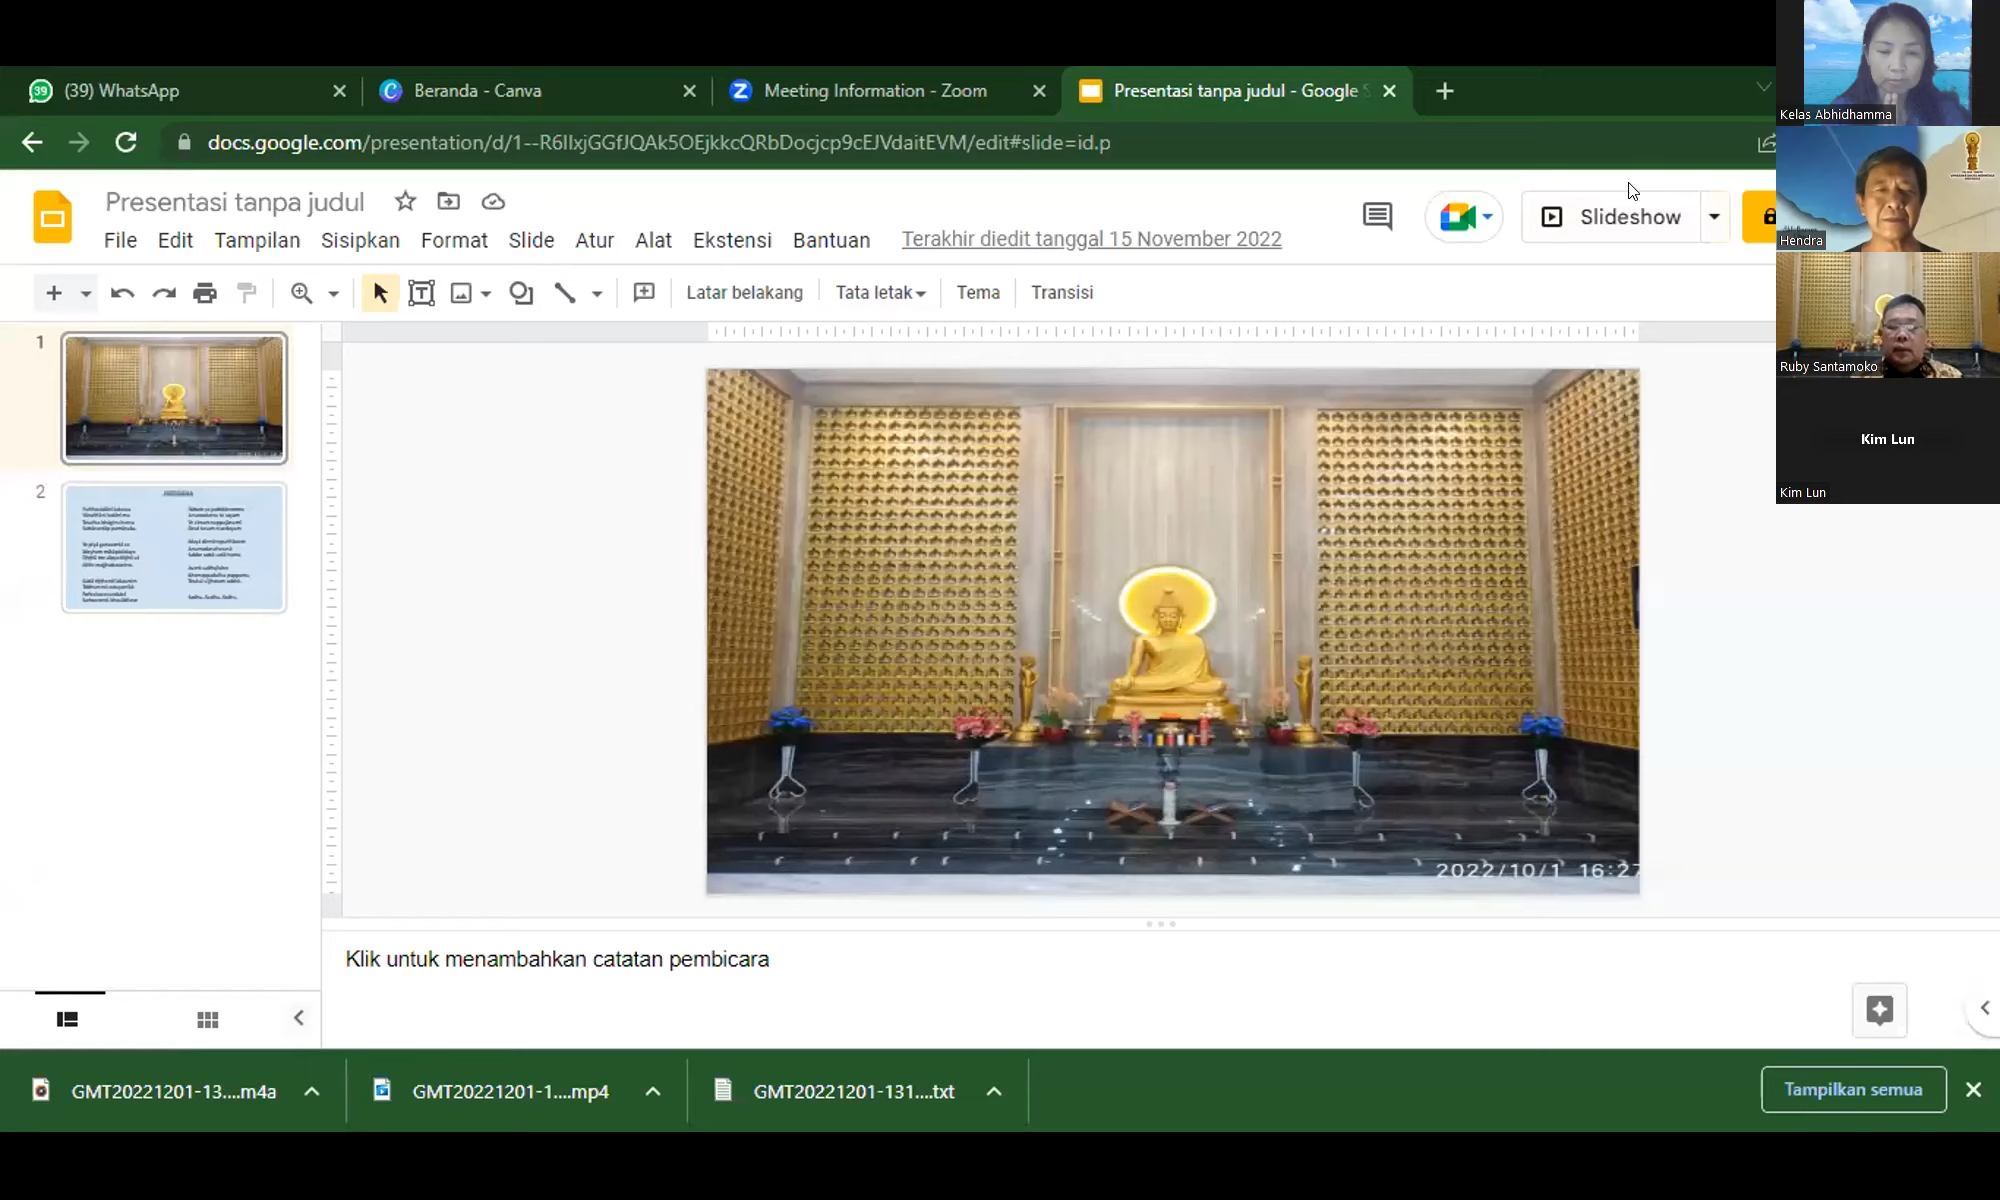 39 (39) WhatsApp
Beranda - Canva
Meeting Information - Zoom
Presentasi tanpa judul - Google S
docs.google.com/presentation/d/1--R6IIxjGGfJQAk5OEjkkcQRbDocjcp9cEJVdaitEVM/edit#slide=id.p
Presentasi tanpa judul
File Edit Tampilan Sisipkan Format Slide Atur Alat Ekstensi Bantuan
Terakhir diedit tanggal 15 November 2022
Slideshow
Latar belakang Tata letak Tema Transisi
1
2
2022/10/1 16:27
Klik untuk menambahkan catatan pembicara
Kelas Abhidhamma
Hendra
Ruby Santamoko
Kim Lun
Kim Lun
GMT20221201-13....m4a
GMT20221201-1....mp4
GMT20221201-131....txt
Tampilkan semua